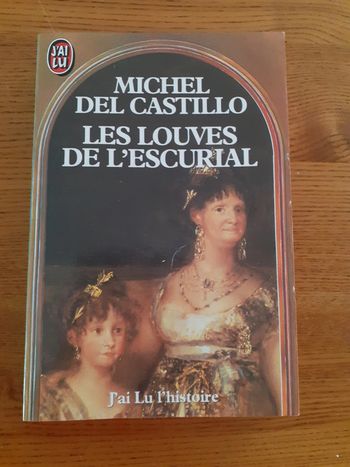 J'AI
LU
MICHEL
DEL CASTILLO
LES LOUVES
DE L'ESCURIAL
J'ai Lu l'histoire